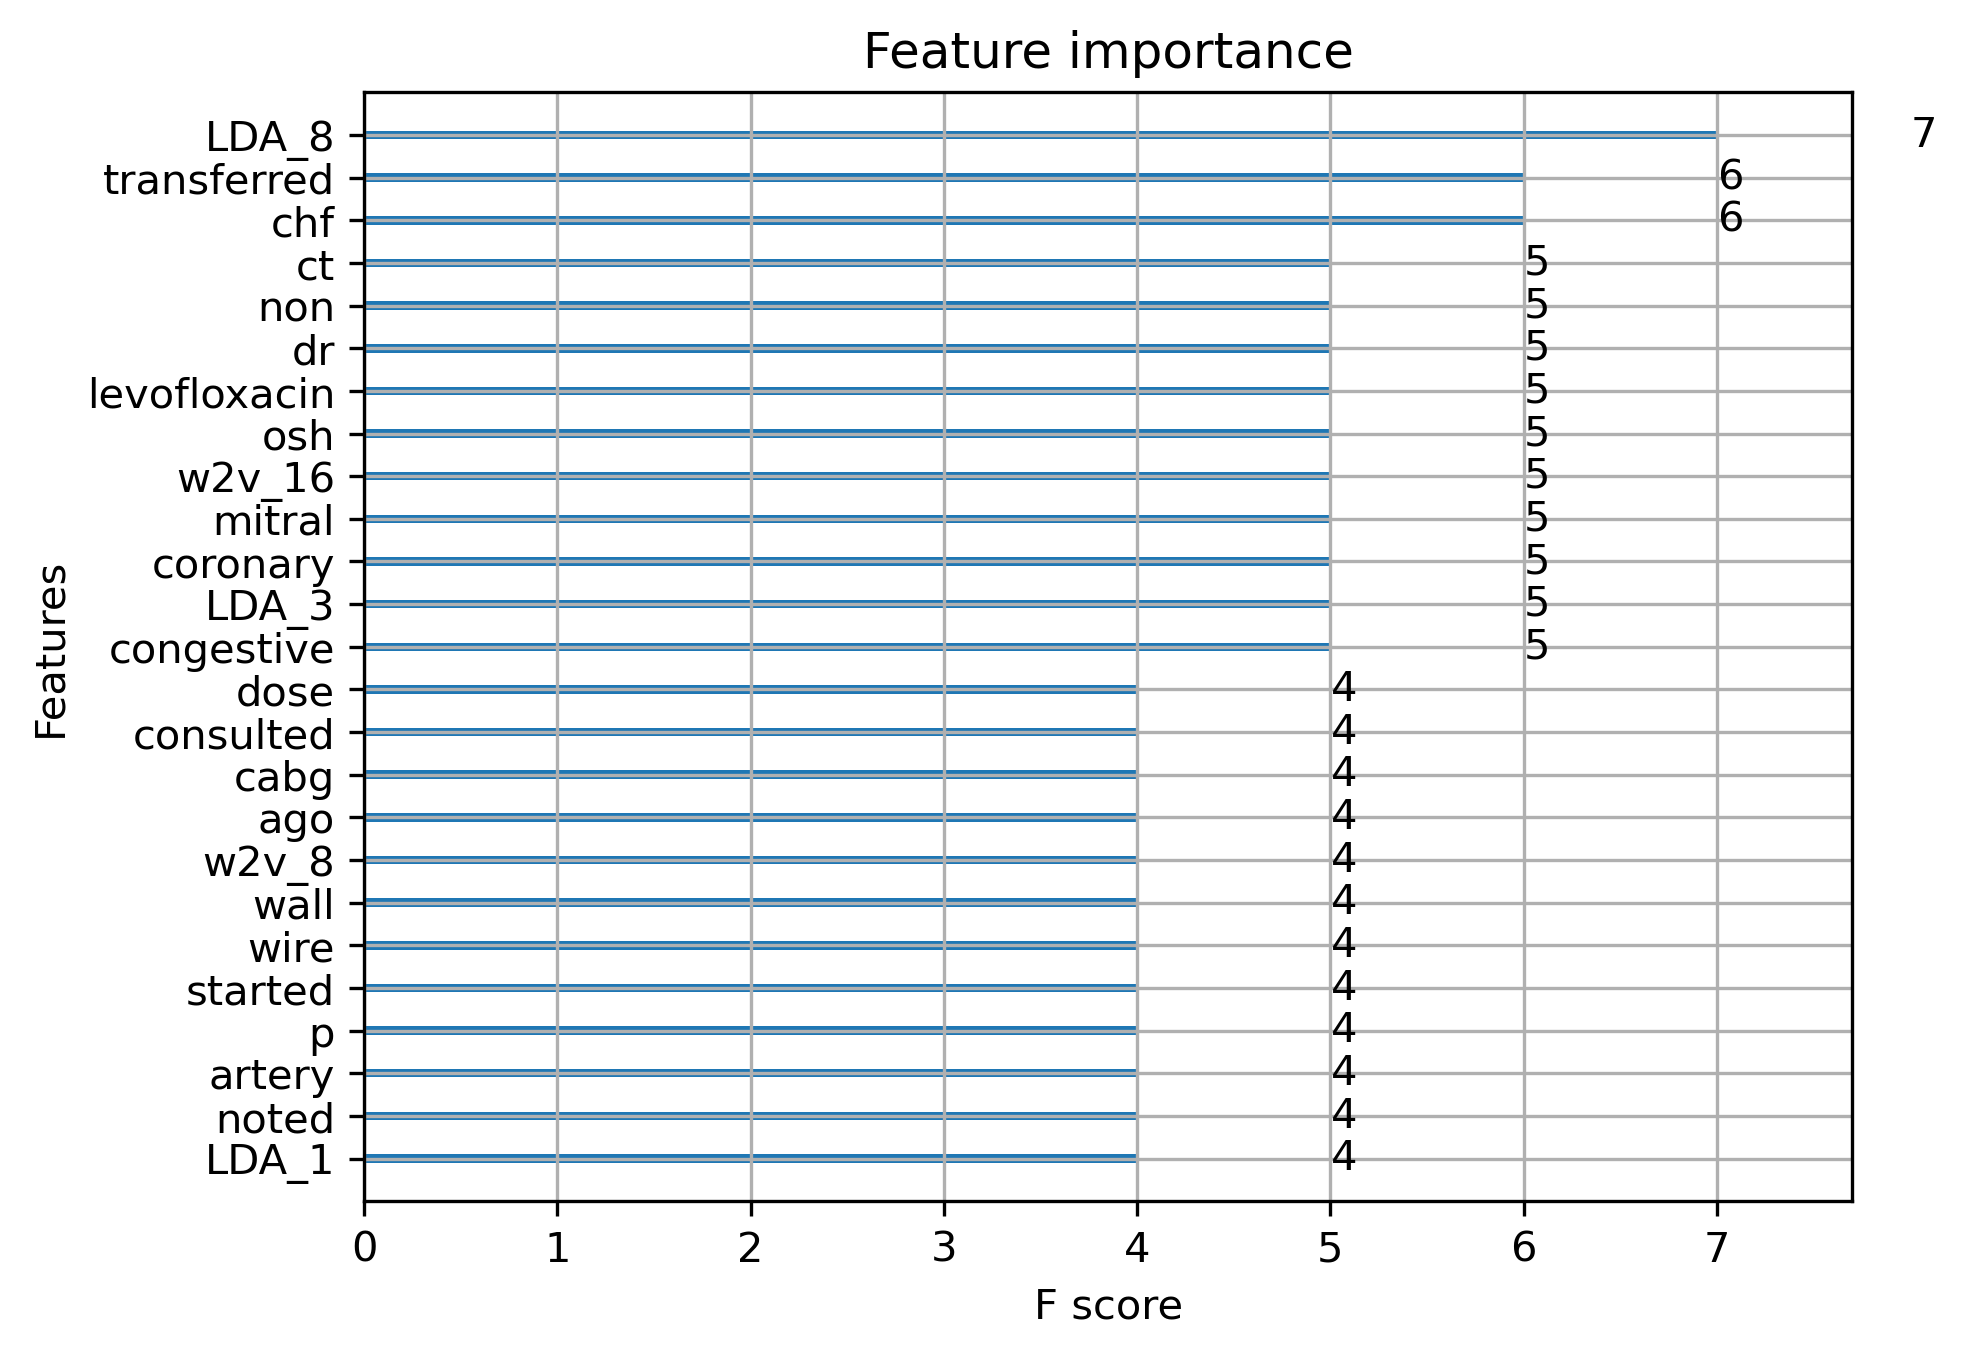 Feature importance
LDA_8 7
transferred 6
chf 6
ct 5
non 5
dr 5
levofloxacin 5
osh 5
w2v_16 5
mitral 5
coronary 5
LDA_3 5
congestive 5
dose 4
consulted 4
cabg 4
ago 4
w2v_8 4
wall 4
wire 4
started 4
p 4
artery 4
noted 4
LDA_1 4
Features
0 1 2 3 4 5 6 7
F score